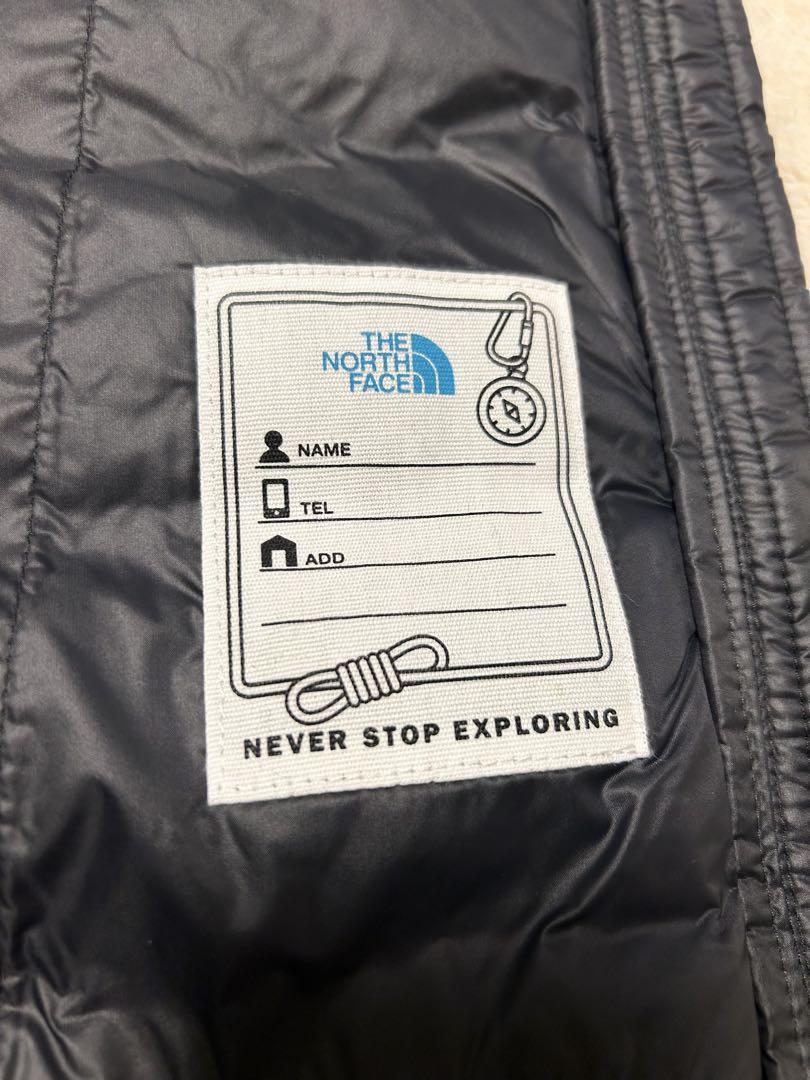 THE
NORTH
FACE
NAME
TEL
ADD
NEVER STOP EXPLORING